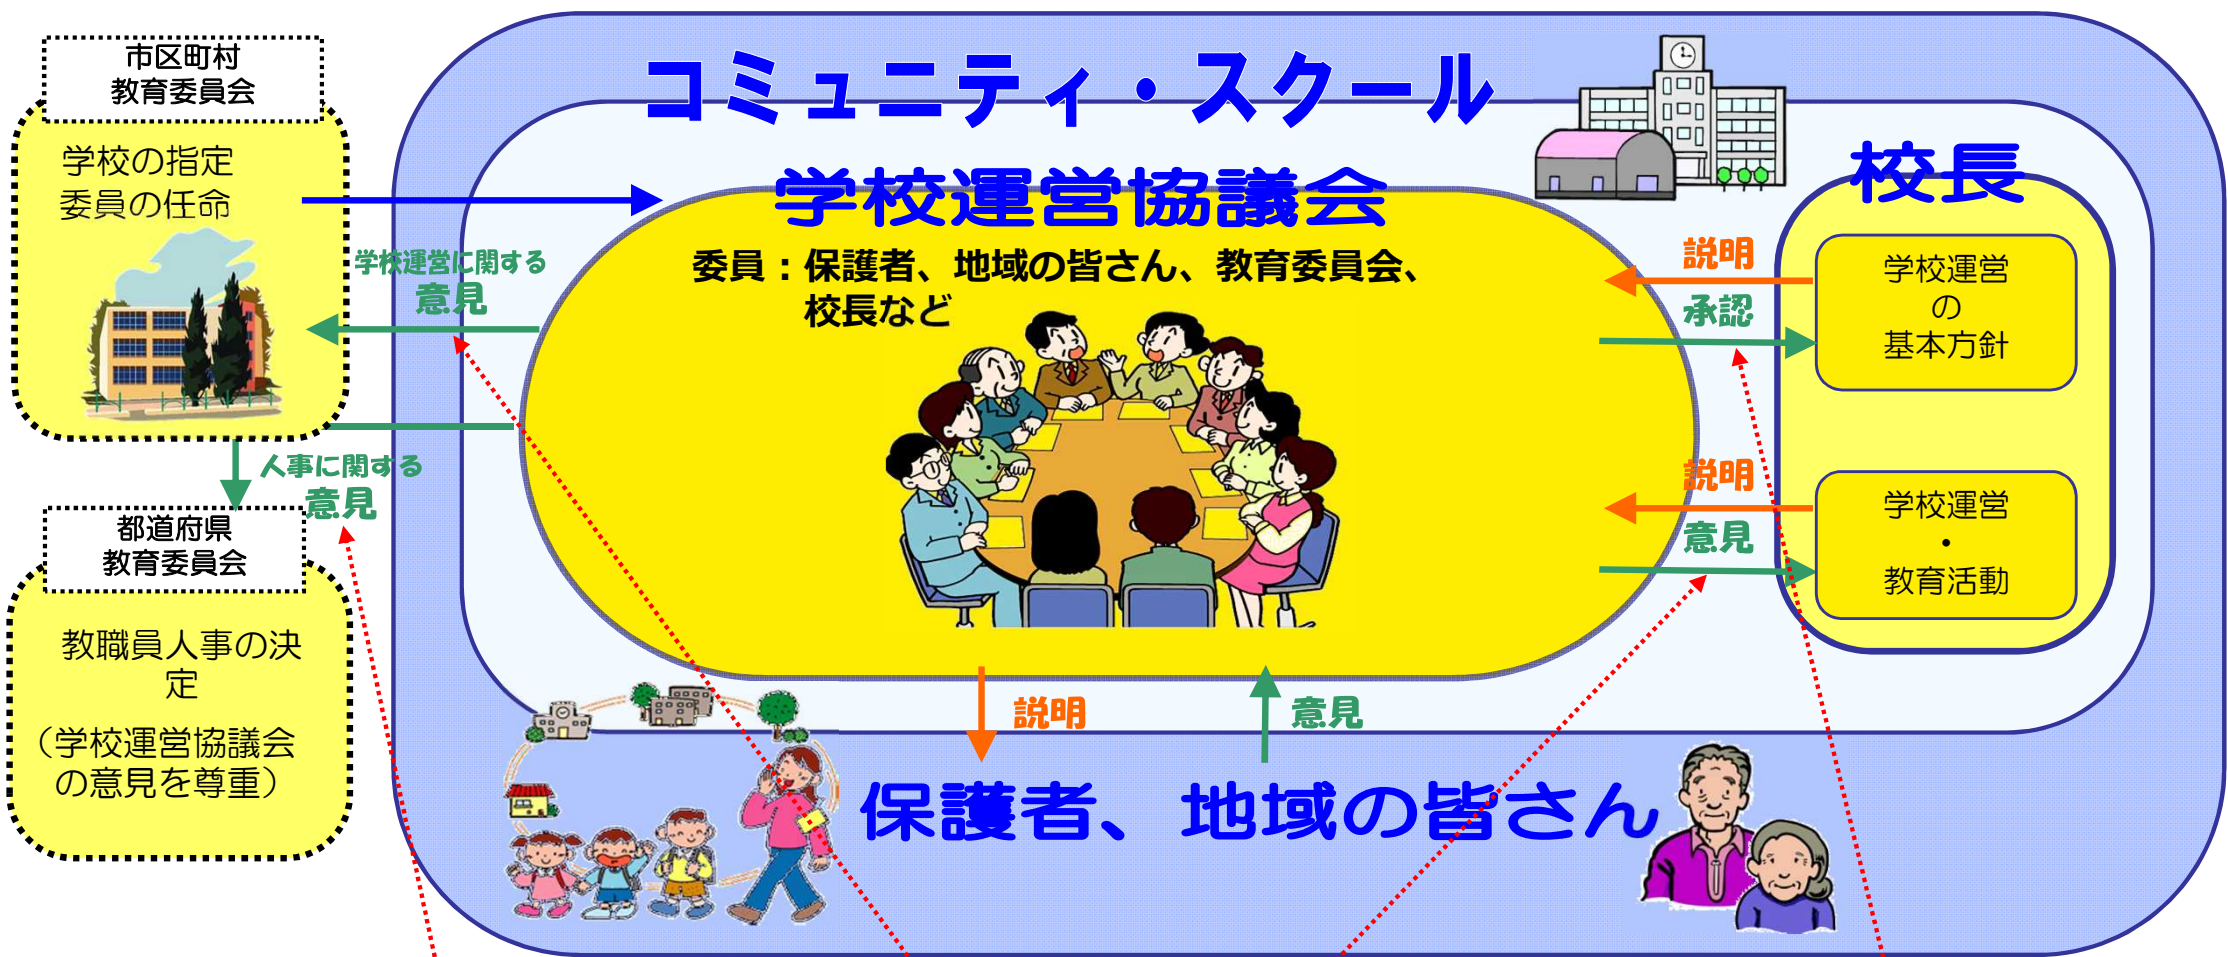 コミュニティ・スクール
市区町村
教育委員会
学校の指定
委員の任命
学校運営に関する
意見
人事に関する
意見
都道府県
教育委員会
教職員人事の決
定
（学校運営協議会
の意見を尊重）
学校運営協議会
委員：保護者、地域の皆さん、教育委員会、
校長など
校長
説明
承認
学校運営
の
基本方針
説明
意見
学校運営
・
教育活動
説明
意見
保護者、地域の皆さん